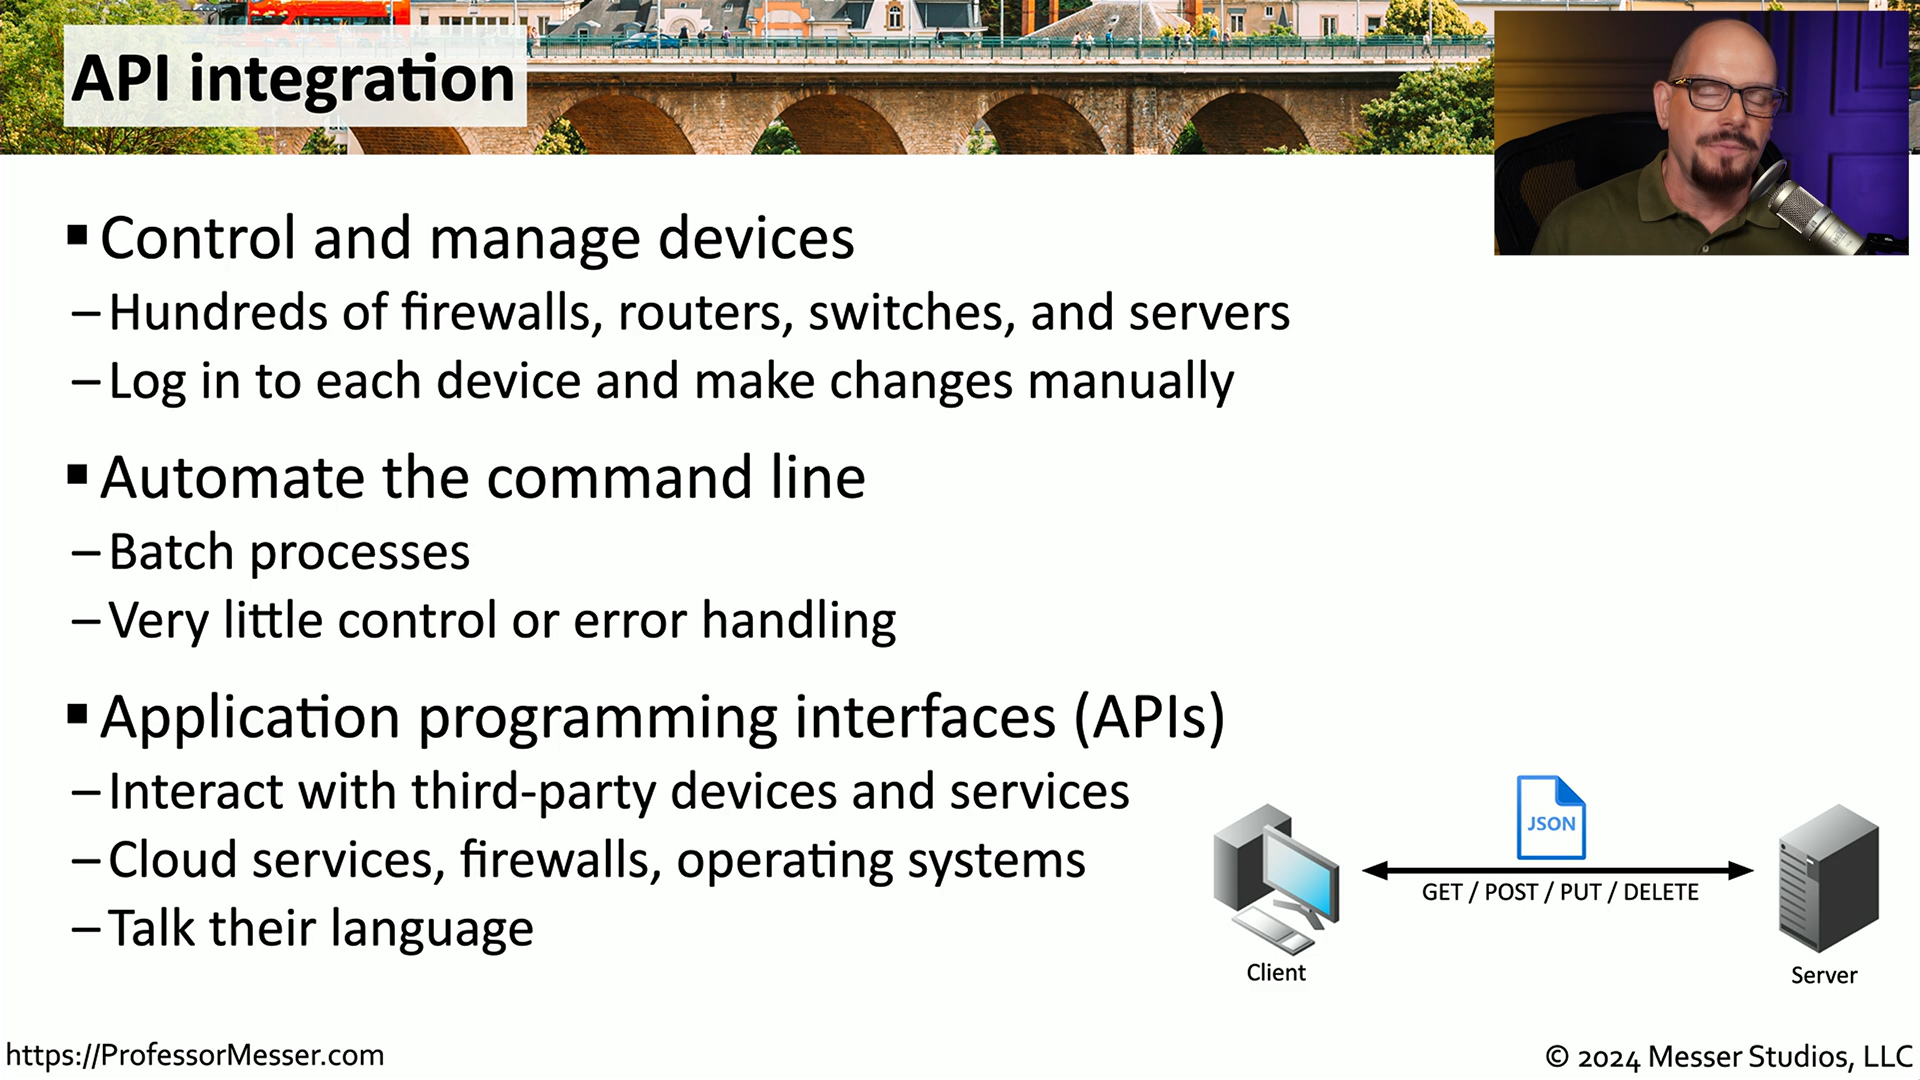 API integration
▪ Control and manage devices
– Hundreds of firewalls, routers, switches, and servers
– Log in to each device and make changes manually
▪ Automate the command line
– Batch processes
– Very little control or error handling
▪ Application programming interfaces (APIs)
– Interact with third-party devices and services
– Cloud services, firewalls, operating systems
– Talk their language
JSON
GET / POST / PUT / DELETE
Client
Server
https://ProfessorMesser.com
© 2024 Messer Studios, LLC